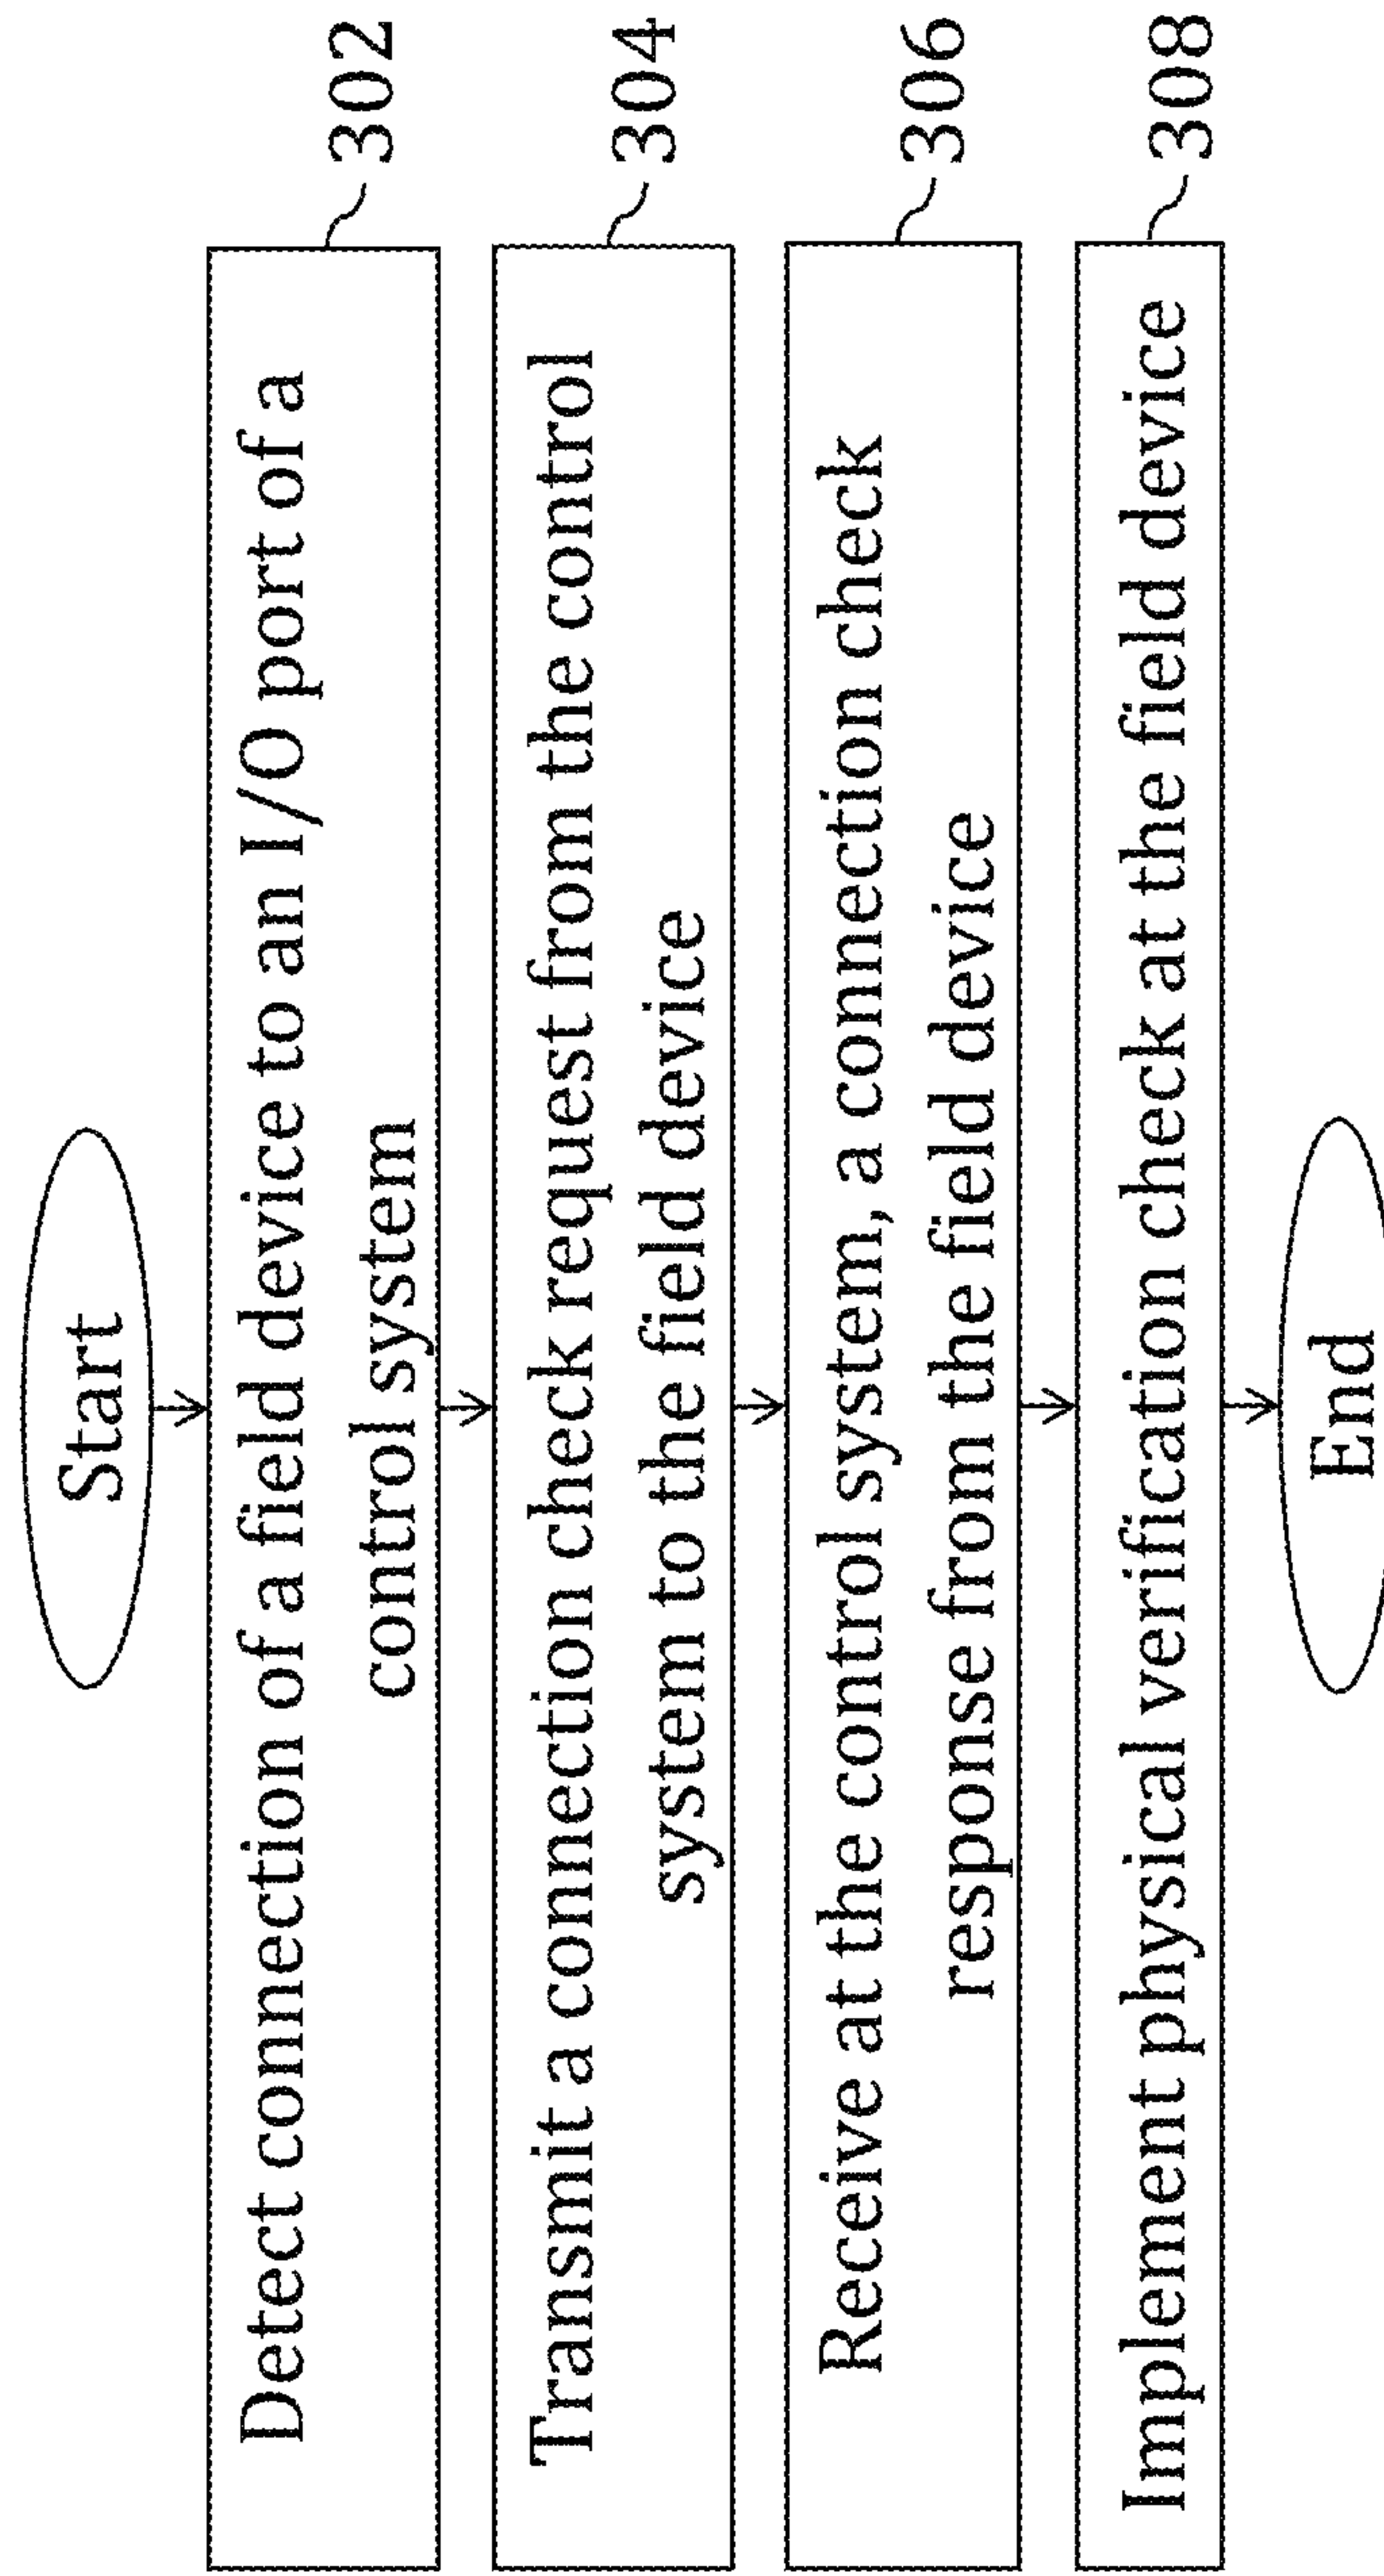 Start
Detect connection of a field device to an I/O port of a
control system
302
Transmit a connection check request from the control
system to the field device
304
Receive at the control system, a connection check
response from the field device
306
Implement physical verification check at the field device
308
End